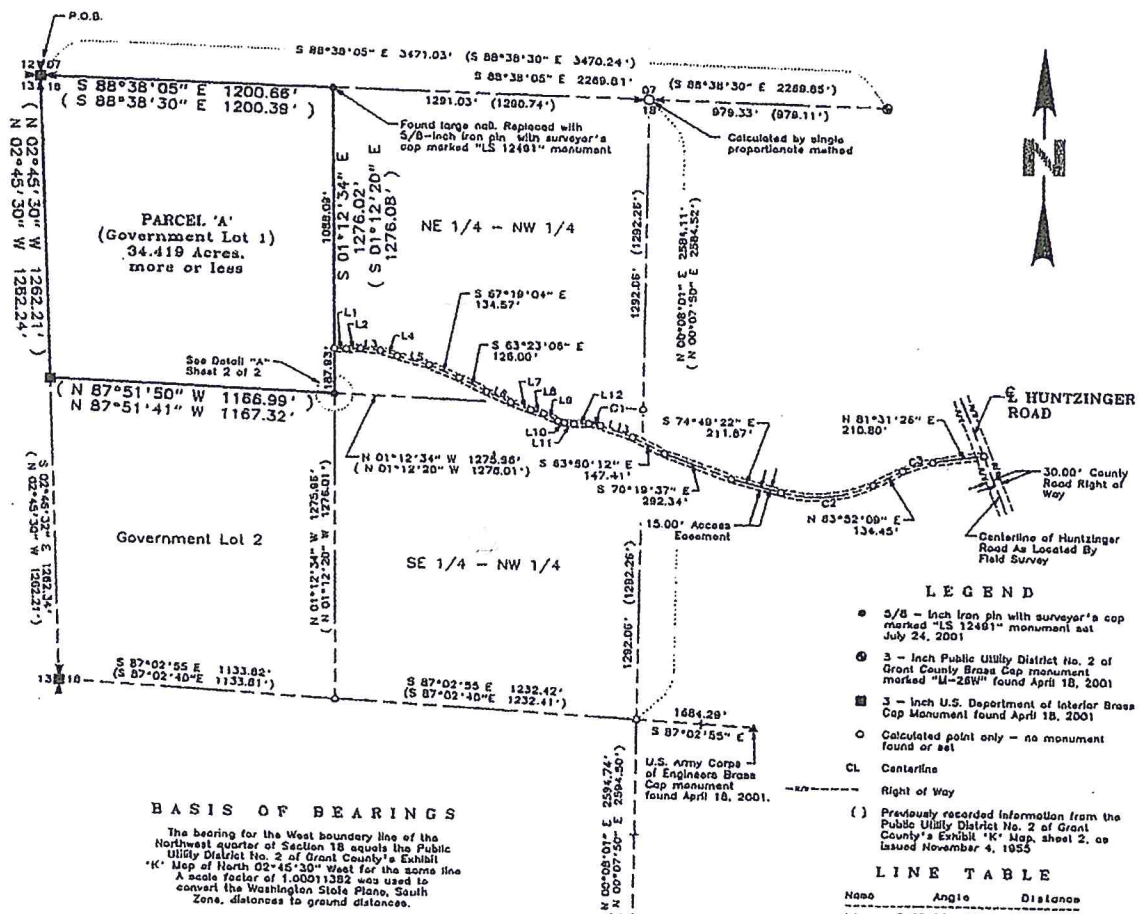 P.O.B.
S 88°38'05" E 3471.03' (S 88°38'30" E 3470.24')
12 07
13 18
S 88°38'05" E 2269.81' (S 88°38'30" E 2269.85')
S 88°38'05" E 1200.66'
(S 88°38'30" E 1200.39')
1291.03' (1290.74')
07
18
979.33' (979.11')
Found large nail. Replaced with
5/8-inch iron pin with surveyor's
cap marked "LS 12491" monument
Calculated by single
proportionate method
N
(N 02°45'30" W 1262.21')
N 02°45'30" W 1262.24'
PARCEL 'A'
(Government Lot 1)
34.419 Acres,
more or less
1088.09'
S 01°12'34" E
1276.02'
(S 01°12'20" E
1276.08')
NE 1/4 - NW 1/4
1292.06' (1292.26')
N 00°08'01" E 2584.11'
(N 00°07'50" E 2584.52')
S 67°19'04" E
134.57'
L1
L2
L3
L4
L5
S 63°23'06" E
126.00'
See Detail "A"
Sheet 2 of 2
187.93'
L6
L7
L8
L9
L12
C1
L10
L11
L13
(N 87°51'50" W 1166.99')
N 87°51'41" W 1167.32'
N 01°12'34" W 1275.96'
(N 01°12'20" W 1276.01')
S 74°49'22" E
211.87'
S 63°50'12" E
147.41'
S 70°19'37" E
292.34'
N 81°31'26" E
210.80'
C3
C2
N 83°52'09" E
134.45'
15.00' Access
Easement
CL HUNTZINGER
ROAD
30.00' County
Road Right of
Way
Centerline of Huntzinger
Road As Located By
Field Survey
S 02°45'32" E 1262.34'
(N 02°45'30" W 1262.21')
Government Lot 2
N 01°12'34" W 1275.96'
(N 01°12'20" W 1276.01')
SE 1/4 - NW 1/4
1292.06' (1292.26')
13 18
S 87°02'55 E 1133.82'
(S 87°02'40"E 1133.81')
S 87°02'55 E 1232.42'
(S 87°02'40"E 1232.41')
1684.29'
S 87°02'55" E
U.S. Army Corps
of Engineers Brass
Cap monument
found April 18, 2001.
N 00°08'01" E 2594.74'
(N 00°07'50" E 2594.50')
LEGEND
5/8 - inch iron pin with surveyor's cap
marked "LS 12491" monument set
July 24, 2001
3 - Inch Public Utility District No. 2 of
Grant County Brass Cap monument
marked "M-26W" found April 18, 2001
3 - inch U.S. Department of Interior Brass
Cap Monument found April 18, 2001
Calculated point only - no monument
found or set
CL Centerline
R/W Right of Way
( ) Previously recorded information from the
Public Utility District No. 2 of Grant
County's Exhibit 'K' Map, sheet 2, as
issued November 4, 1955
LINE TABLE
Name Angle Distance
BASIS OF BEARINGS
The bearing for the West boundary line of the
Northwest quarter of Section 18 equals the Public
Utility District No. 2 of Grant County's Exhibit
'K' Map of North 02°45'30" West for the same line
A scale factor of 1.00011382 was used to
convert the Washington State Plane, South
Zone, distances to ground distances.